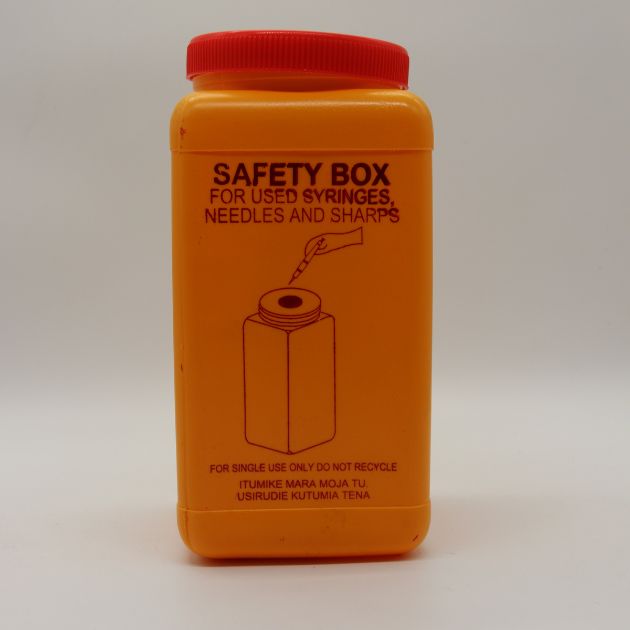 SAFETY BOX
FOR USED SYRINGES,
NEEDLES AND SHARPS
FOR SINGLE USE ONLY DO NOT RECYCLE
ITUMIKE MARA MOJA TU.
USIRUDIE KUTUMIA TENA